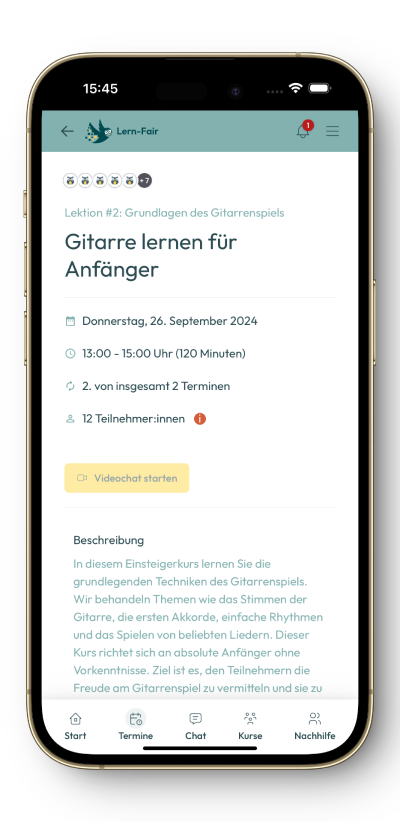 15:45
Lern-Fair
1
+7
Lektion #2: Grundlagen des Gitarrenspiels
Gitarre lernen für
Anfänger
Donnerstag, 26. September 2024
13:00 - 15:00 Uhr (120 Minuten)
2. von insgesamt 2 Terminen
12 Teilnehmer:innen
Videochat starten
Beschreibung
In diesem Einsteigerkurs lernen Sie die
grundlegenden Techniken des Gitarrenspiels.
Wir behandeln Themen wie das Stimmen der
Gitarre, die ersten Akkorde, einfache Rhythmen
und das Spielen von beliebten Liedern. Dieser
Kurs richtet sich an absolute Anfänger ohne
Vorkenntnisse. Ziel ist es, den Teilnehmern die
Freude am Gitarrenspiel zu vermitteln und sie zu
Start Termine Chat Kurse Nachhilfe